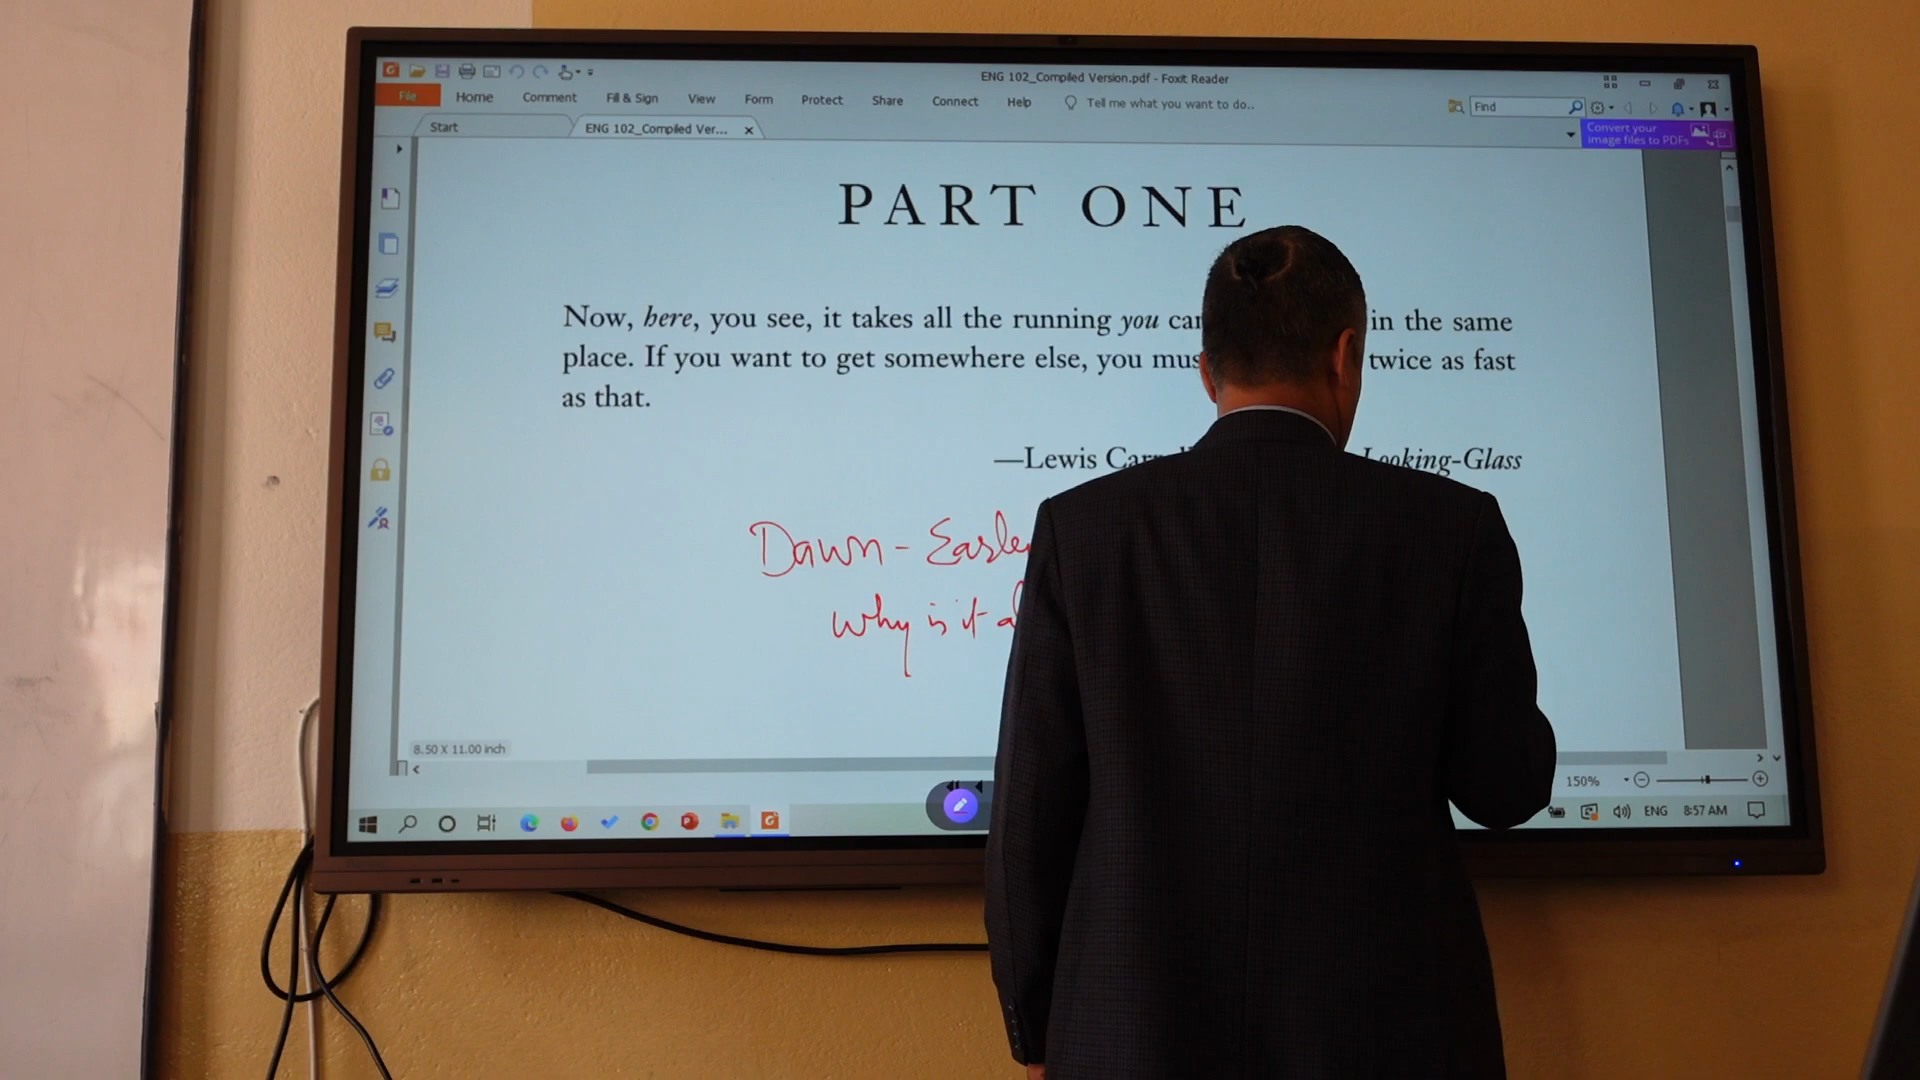 ENG 102_Compiled Version.pdf - Foxit Reader
File Home Comment Fill & Sign View Form Protect Share Connect Help Tell me what you want to do.. Find
Start ENG 102_Compiled Ver...
Convert your
image files to PDFs
PART ONE
Now, here, you see, it takes all the running you in the same
place. If you want to get somewhere else, you twice as fast
as that.
—Lewis Looking-Glass
Dawn -
why is it
8.50 X 11.00 inch
150%
ENG 8:57 AM